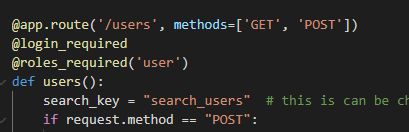 @app.route('/users', methods=['GET', 'POST'])
@login_required
@roles_required('user')
def users():
    search_key = "search_users"  # this is can be ch
    if request.method == "POST":